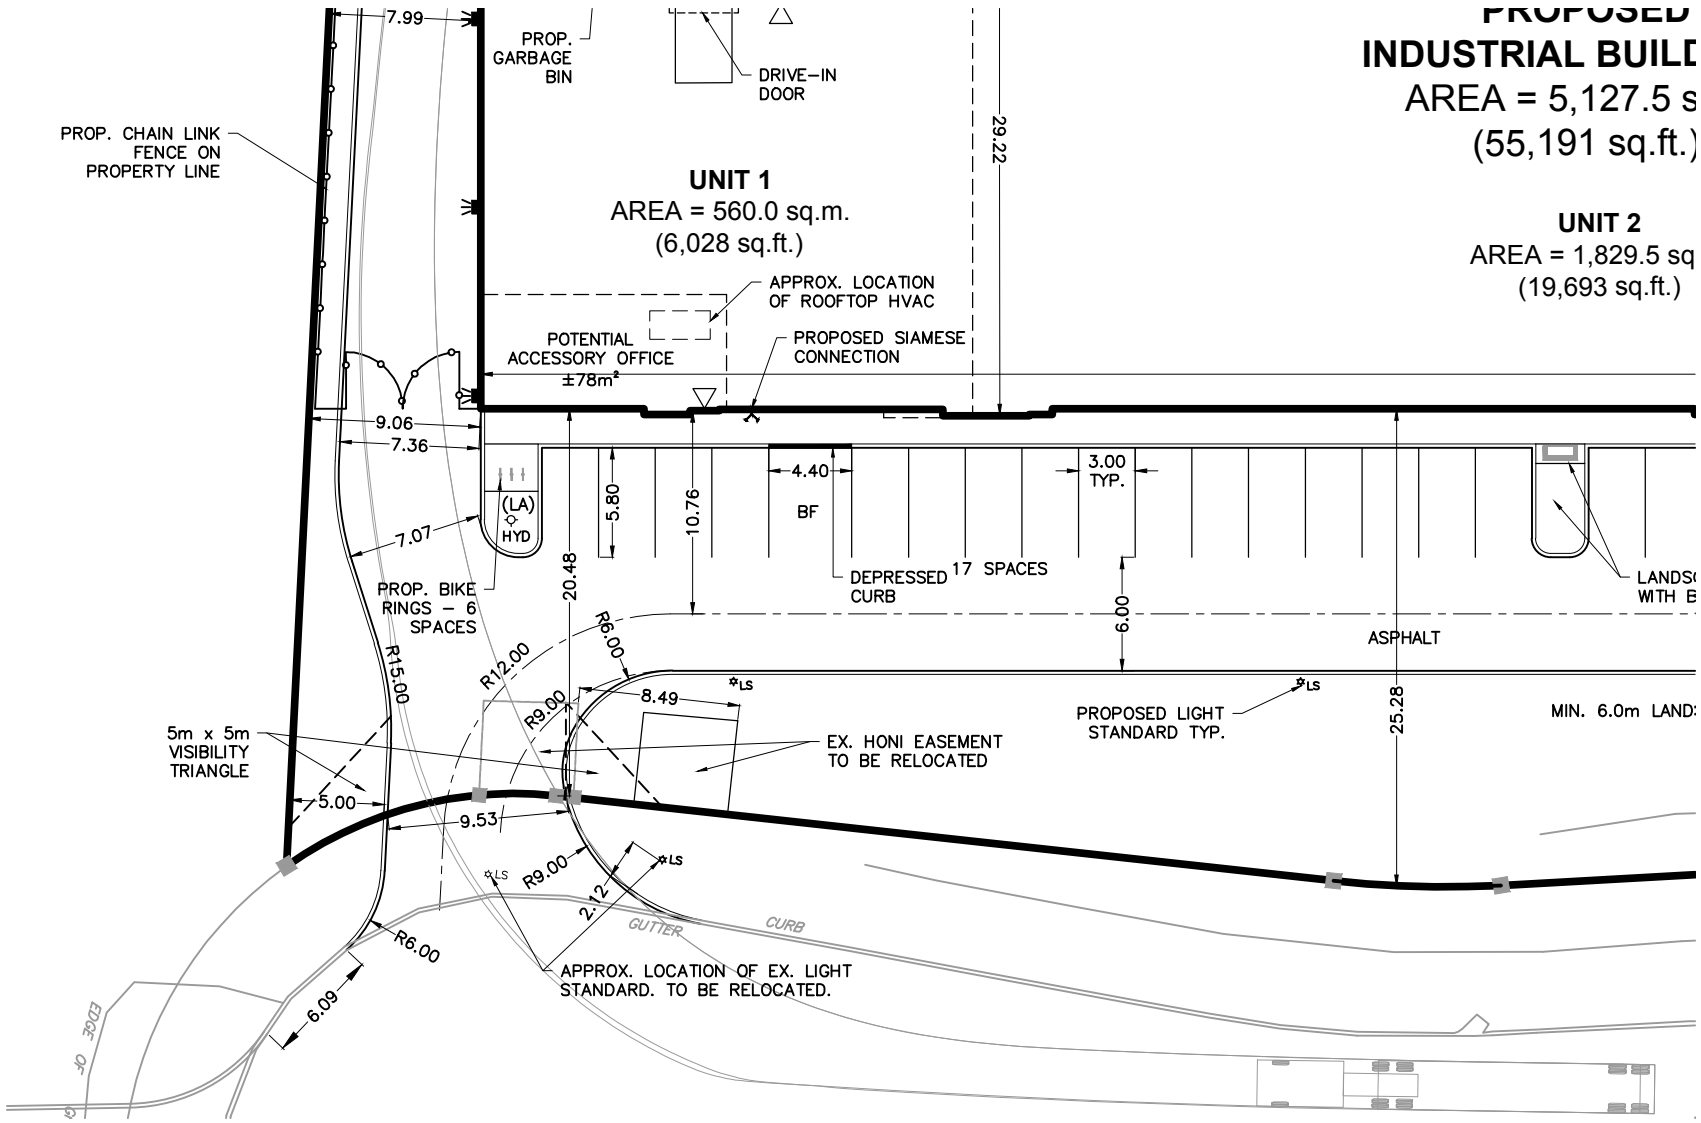 7.99
PROP.
GARBAGE
BIN
DRIVE-IN
DOOR
PROPOSED
INDUSTRIAL BUILD
AREA = 5,127.5 s
(55,191 sq.ft.)
PROP. CHAIN LINK
FENCE ON
PROPERTY LINE
29.22
UNIT 1
AREA = 560.0 sq.m.
(6,028 sq.ft.)
UNIT 2
AREA = 1,829.5 sq
(19,693 sq.ft.)
APPROX. LOCATION
OF ROOFTOP HVAC
POTENTIAL
ACCESSORY OFFICE
±78m²
PROPOSED SIAMESE
CONNECTION
9.06
7.36
(LA)
HYD
7.07
5.80
10.76
20.48
4.40
BF
3.00
TYP.
DEPRESSED
CURB
17 SPACES
6.00
LANDSC
WITH B
PROP. BIKE
RINGS – 6
SPACES
ASPHALT
R6.00
R12.00
R15.00
R9.00
8.49
LS
LS
25.28
PROPOSED LIGHT
STANDARD TYP.
MIN. 6.0m LAND
5m x 5m
VISIBILITY
TRIANGLE
EX. HONI EASEMENT
TO BE RELOCATED
5.00
9.53
R9.00
2.12
LS
LS
GUTTER
CURB
R6.00
6.09
APPROX. LOCATION OF EX. LIGHT
STANDARD. TO BE RELOCATED.
EDGE OF